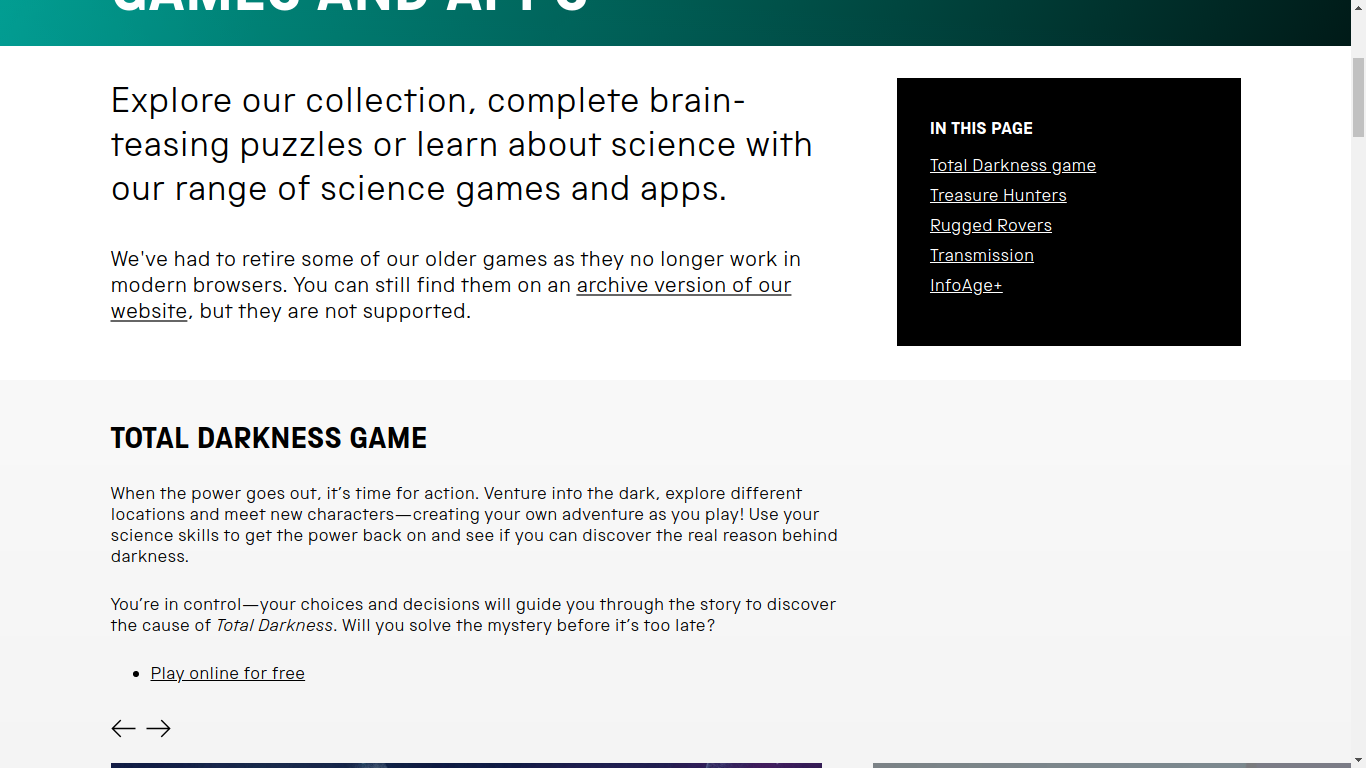 GAMES AND APPS
Explore our collection, complete brain-
teasing puzzles or learn about science with
our range of science games and apps.
We've had to retire some of our older games as they no longer work in
modern browsers. You can still find them on an archive version of our
website, but they are not supported.
IN THIS PAGE
Total Darkness game
Treasure Hunters
Rugged Rovers
Transmission
InfoAge+
TOTAL DARKNESS GAME
When the power goes out, it’s time for action. Venture into the dark, explore different
locations and meet new characters—creating your own adventure as you play! Use your
science skills to get the power back on and see if you can discover the real reason behind
darkness.
You’re in control—your choices and decisions will guide you through the story to discover
the cause of Total Darkness. Will you solve the mystery before it’s too late?
Play online for free